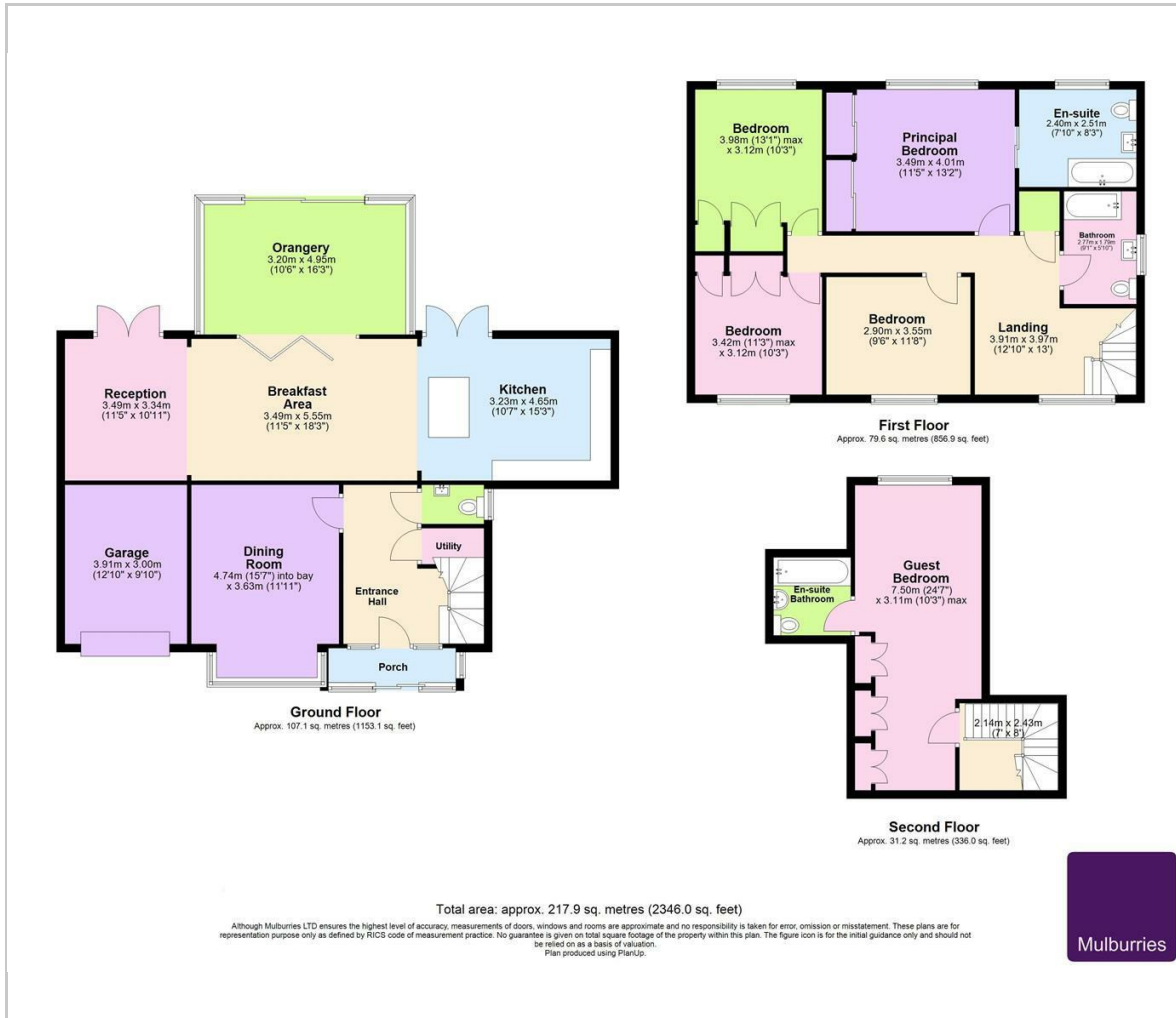 Orangery
3.20m x 4.95m
(10'6" x 16'3")
Reception
3.49m x 3.34m
(11'5" x 10'11")
Breakfast
Area
3.49m x 5.55m
(11'5" x 18'3")
Kitchen
3.23m x 4.65m
(10'7" x 15'3")
Garage
3.91m x 3.00m
(12'10" x 9'10")
Dining
Room
4.74m (15'7") into bay
x 3.63m (11'11")
Entrance
Hall
Utility
Porch
Ground Floor
Approx. 107.1 sq. metres (1153.1 sq. feet)
Bedroom
3.98m (13'1") max
x 3.12m (10'3")
Principal
Bedroom
3.49m x 4.01m
(11'5" x 13'2")
En-suite
2.40m x 2.51m
(7'10" x 8'3")
Bathroom
2.77m x 1.79m
(9'1" x 5'10")
Bedroom
3.42m (11'3") max
x 3.12m (10'3")
Bedroom
2.90m x 3.55m
(9'6" x 11'8")
Landing
3.91m x 3.97m
(12'10" x 13')
First Floor
Approx. 79.6 sq. metres (856.9 sq. feet)
Guest
Bedroom
7.50m (24'7")
x 3.11m (10'3") max
En-suite
Bathroom
2.14m x 2.43m
(7' x 8')
Second Floor
Approx. 31.2 sq. metres (336.0 sq. feet)
Total area: approx. 217.9 sq. metres (2346.0 sq. feet)
Although Mulburries LTD ensures the highest level of accuracy, measurements of doors, windows and rooms are approximate and no responsibility is taken for error, omission or misstatement. These plans are for
representation purpose only as defined by RICS code of measurement practice. No guarantee is given on total square footage of the property within this plan. The figure icon is for the initial guidance only and should not
be relied on as a basis of valuation.
Plan produced using PlanUp.
Mulburries